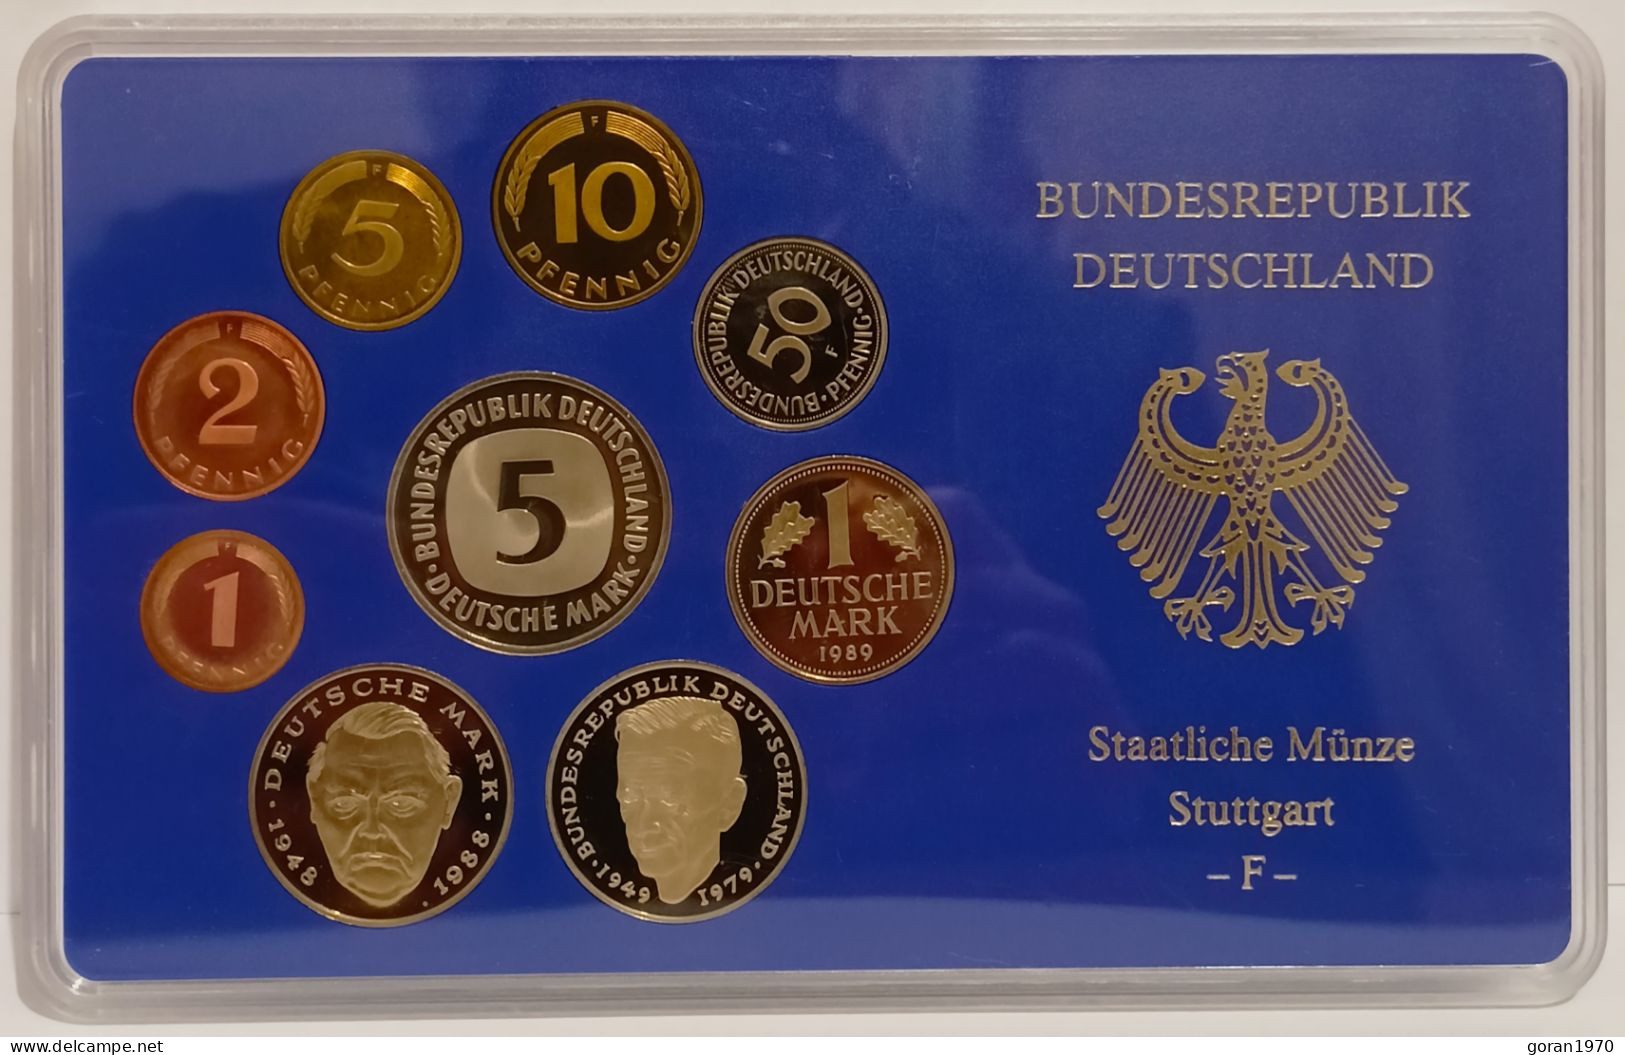 F
5
PFENNIG
F
10
PFENNIG
BUNDESREPUBLIK DEUTSCHLAND
50
F
PFENNIG
F
2
PFENNIG
BUNDESREPUBLIK DEUTSCHLAND
5
DEUTSCHE MARK
1
DEUTSCHE
MARK
1989
F
1
PFENNIG
DEUTSCHE MARK
1948 1988
BUNDESREPUBLIK DEUTSCHLAND
1949 1979
BUNDESREPUBLIK
DEUTSCHLAND
Staatliche Münze
Stuttgart
– F –
delcampe.net
goran1970